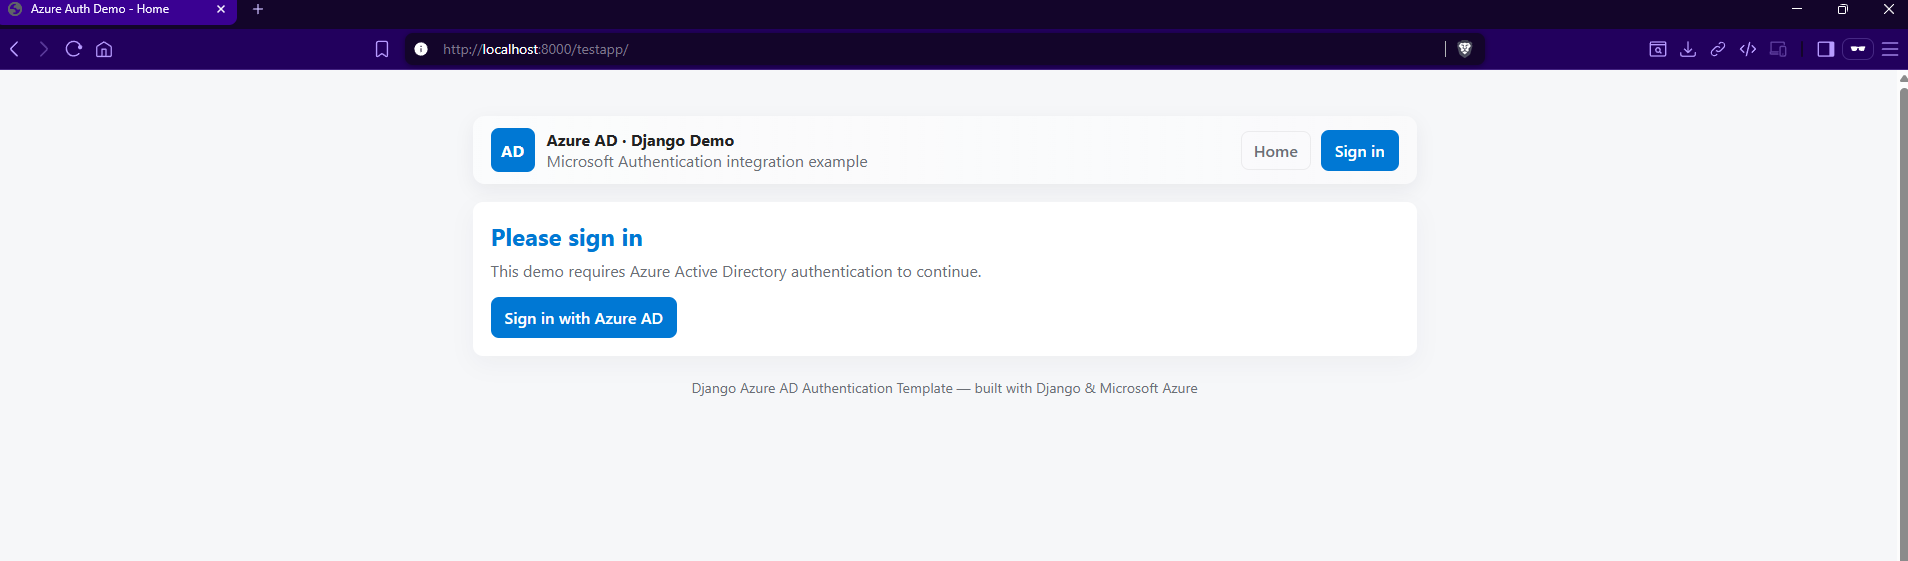 Azure Auth Demo - Home
http://localhost:8000/testapp/
AD
Azure AD · Django Demo
Microsoft Authentication integration example
Home
Sign in
Please sign in
This demo requires Azure Active Directory authentication to continue.
Sign in with Azure AD
Django Azure AD Authentication Template — built with Django & Microsoft Azure